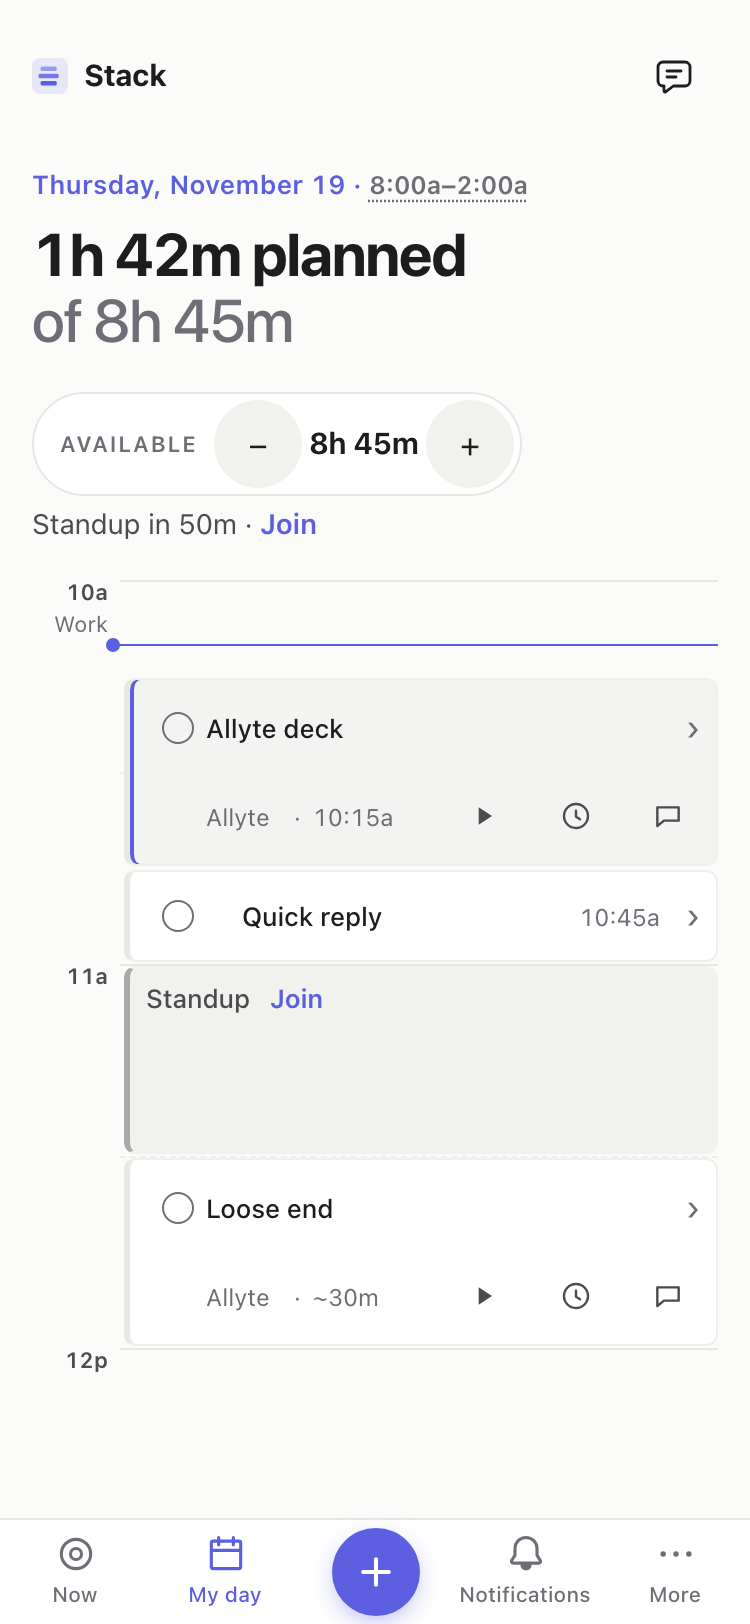 Stack
Thursday, November 19 · 8:00a–2:00a
1h 42m planned
of 8h 45m
AVAILABLE – 8h 45m +
Standup in 50m · Join
10a
Work
Allyte deck ›
Allyte · 10:15a
Quick reply 10:45a ›
11a
Standup Join
Loose end ›
Allyte · ~30m
12p
Now My day + Notifications More